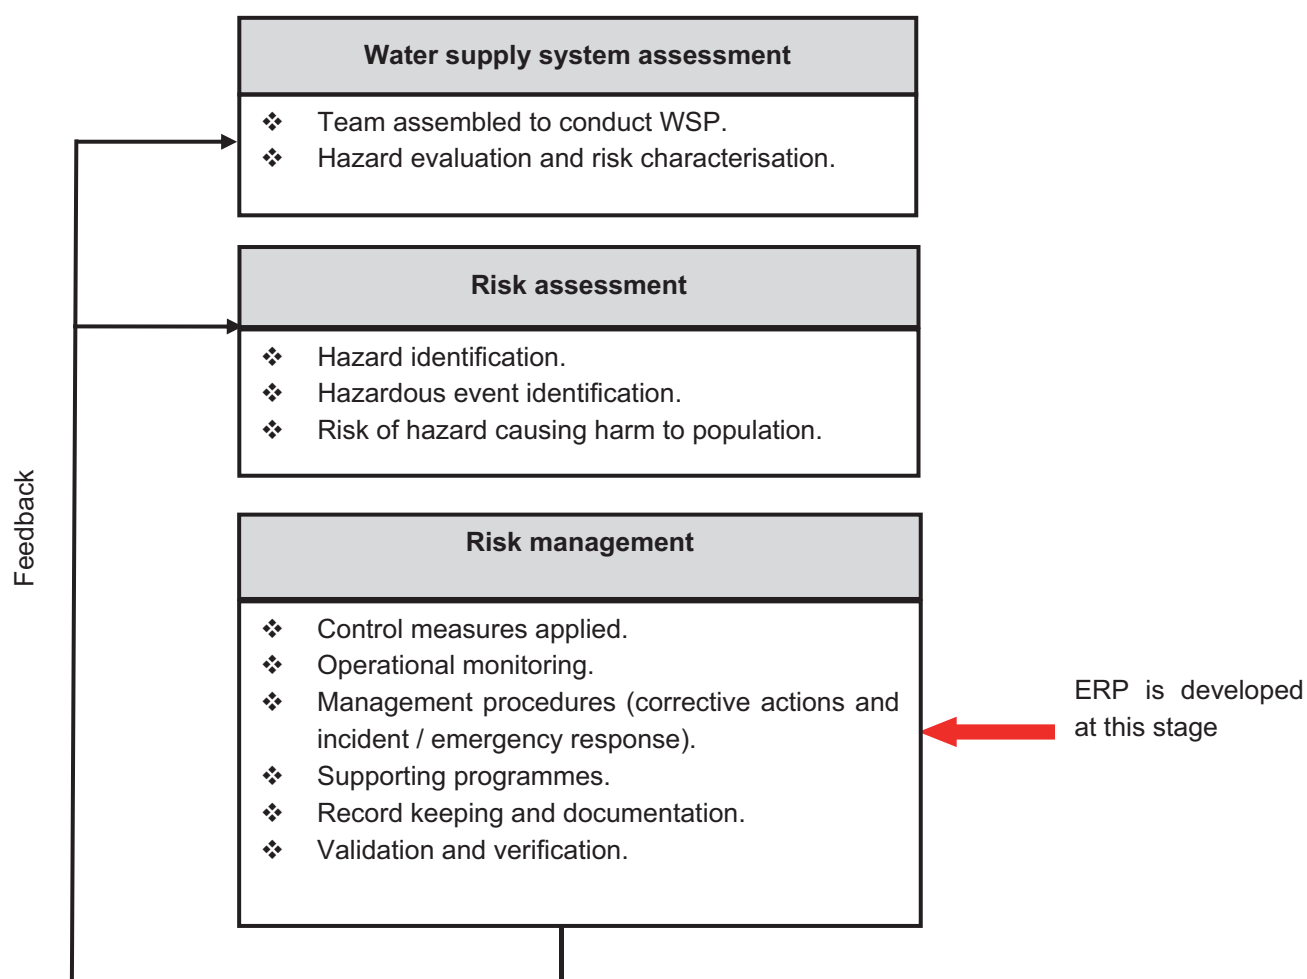 Water supply system assessment
❖ Team assembled to conduct WSP.
❖ Hazard evaluation and risk characterisation.
Risk assessment
❖ Hazard identification.
❖ Hazardous event identification.
❖ Risk of hazard causing harm to population.
Feedback
Risk management
❖ Control measures applied.
❖ Operational monitoring.
❖ Management procedures (corrective actions and
incident / emergency response).
❖ Supporting programmes.
❖ Record keeping and documentation.
❖ Validation and verification.
ERP is developed
at this stage